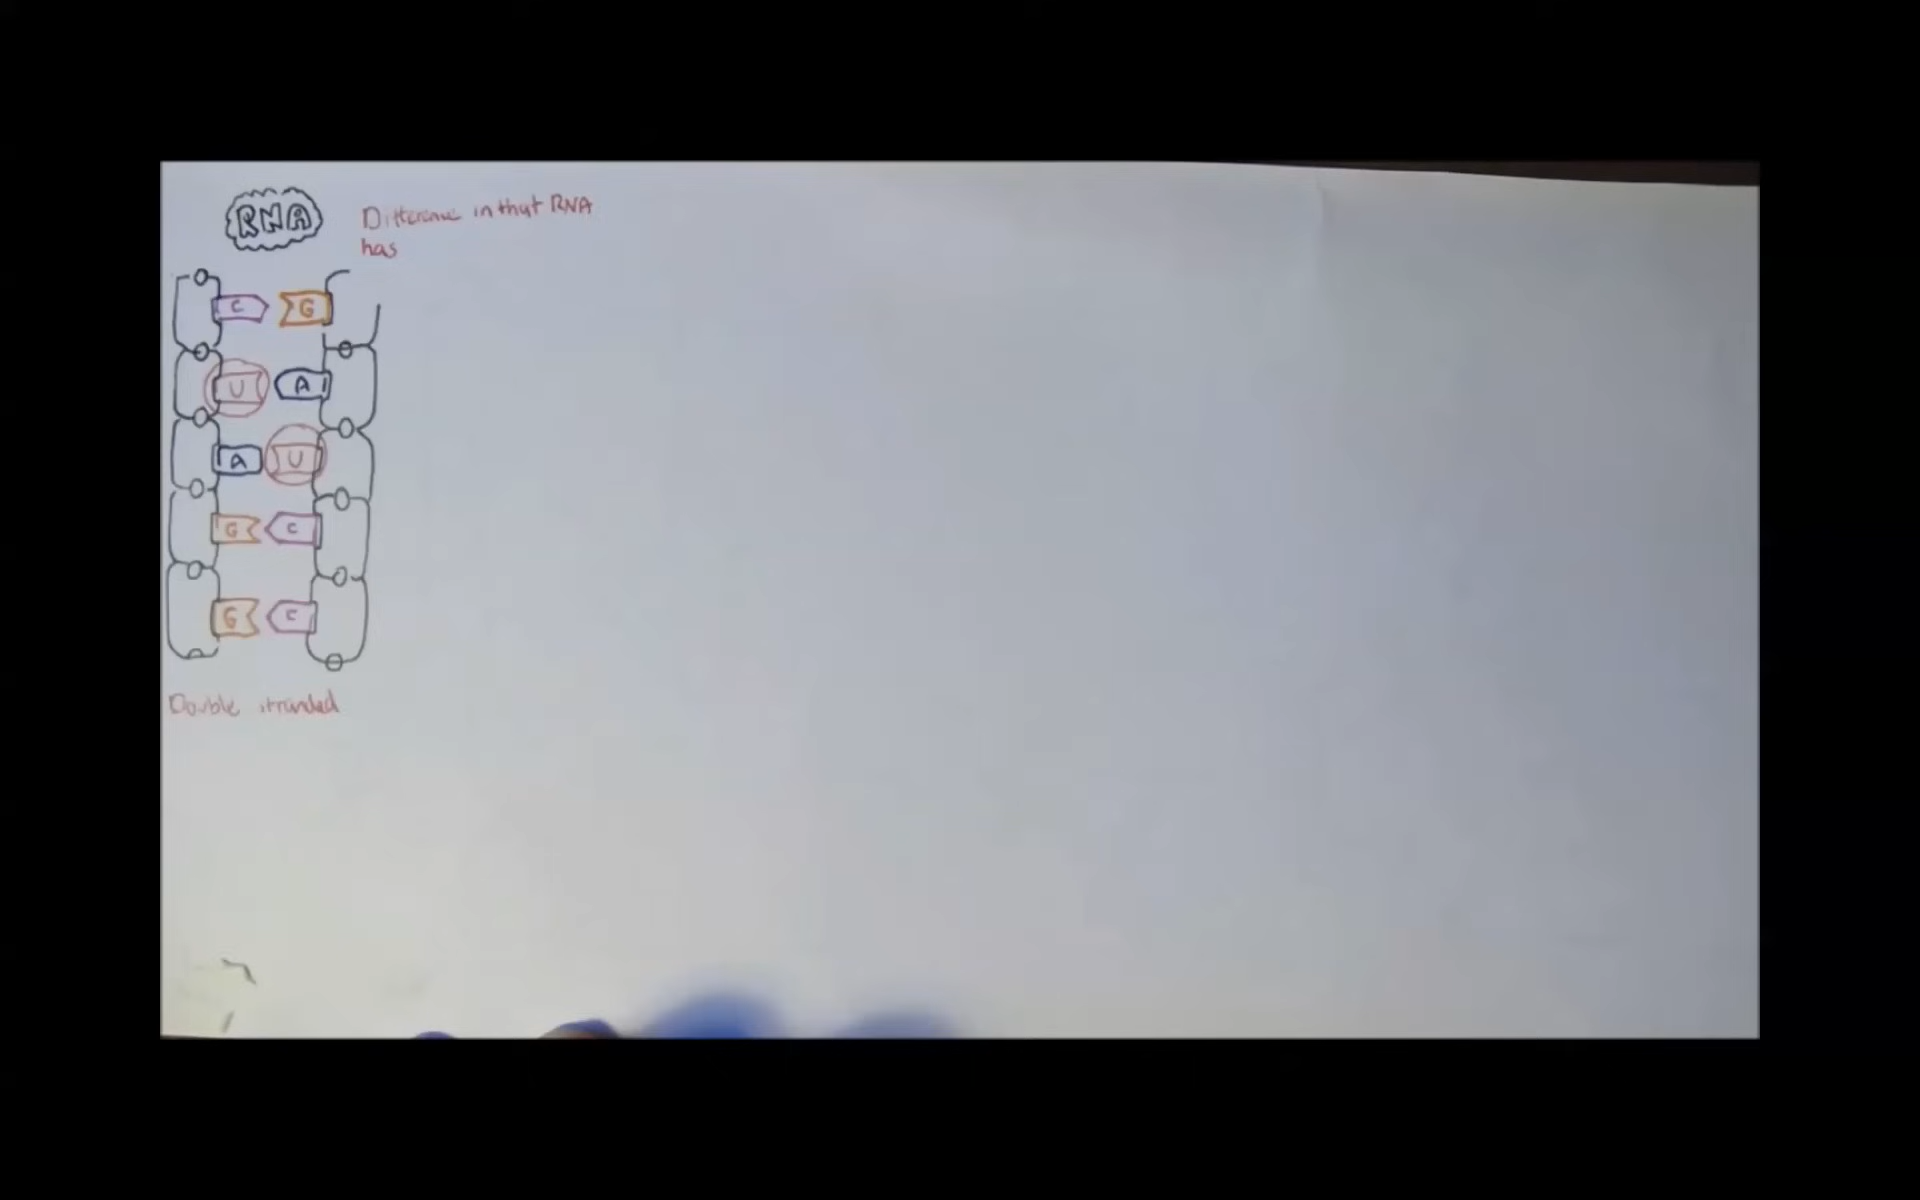 RNA
Difference in that RNA
has
C G
U A
A U
G C
G C
Double stranded